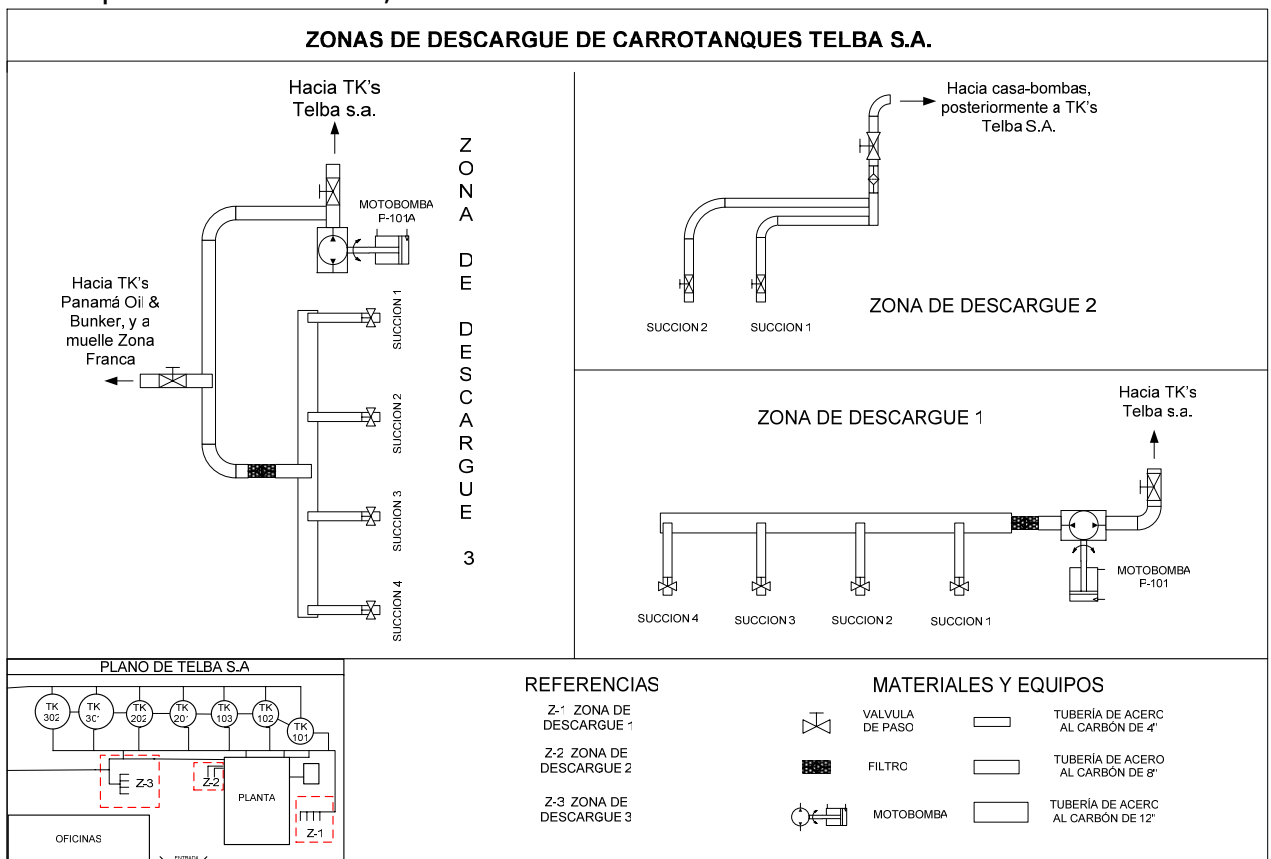 ZONAS DE DESCARGUE DE CARROTANQUES TELBA S.A.
Hacia TK's
Telba s.a.
MOTOBOMBA
P-101A
ZONA DE DESCARGUE 3
Hacia TK's
Panamá Oil &
Bunker, y a
muelle Zona
Franca
SUCCION 1
SUCCION 2
SUCCION 3
SUCCION 4
Hacia casa-bombas,
posteriormente a TK's
Telba S.A.
ZONA DE DESCARGUE 2
SUCCION 2
SUCCION 1
ZONA DE DESCARGUE 1
Hacia TK's
Telba s.a.
MOTOBOMBA
P-101
SUCCION 4
SUCCION 3
SUCCION 2
SUCCION 1
PLANO DE TELBA S.A
TK
302
TK
301
TK
202
TK
201
TK
103
TK
102
TK
101
Z-3
Z-2
PLANTA
Z-1
OFICINAS
ENTRADA
REFERENCIAS
Z-1 ZONA DE
DESCARGUE 1
Z-2 ZONA DE
DESCARGUE 2
Z-3 ZONA DE
DESCARGUE 3
MATERIALES Y EQUIPOS
VALVULA
DE PASO
FILTRO
MOTOBOMBA
TUBERÍA DE ACERO
AL CARBÓN DE 4"
TUBERÍA DE ACERO
AL CARBÓN DE 8"
TUBERÍA DE ACERO
AL CARBÓN DE 12"